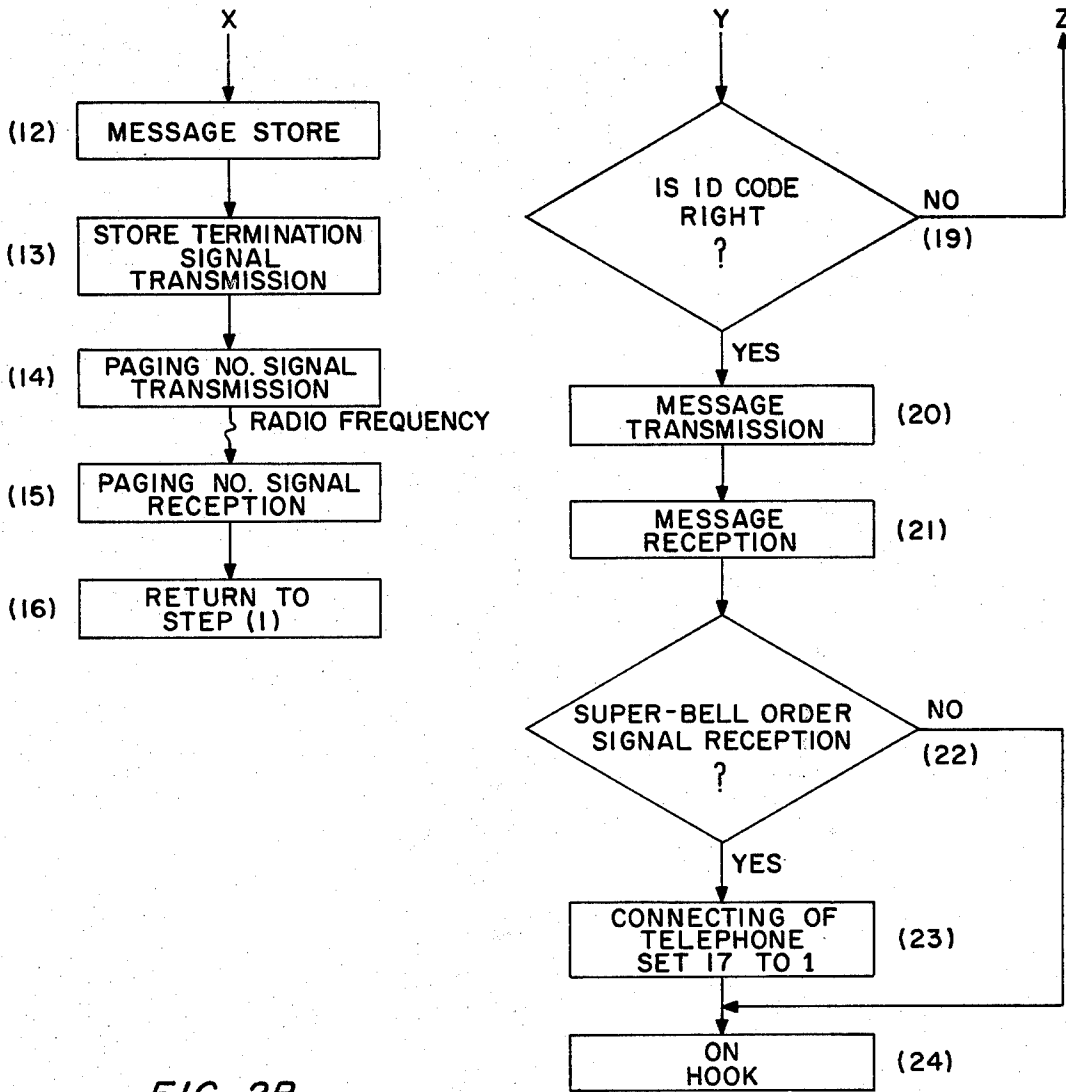 X
(12)
MESSAGE STORE
(13)
STORE TERMINATION
SIGNAL
TRANSMISSION
(14)
PAGING NO. SIGNAL
TRANSMISSION
RADIO FREQUENCY
(15)
PAGING NO. SIGNAL
RECEPTION
(16)
RETURN TO
STEP (1)
Y
Z
IS ID CODE
RIGHT
?
NO
(19)
YES
MESSAGE
TRANSMISSION
(20)
MESSAGE
RECEPTION
(21)
SUPER-BELL ORDER
SIGNAL RECEPTION
?
NO
(22)
YES
CONNECTING OF
TELEPHONE
SET 17 TO 1
(23)
ON
HOOK
(24)